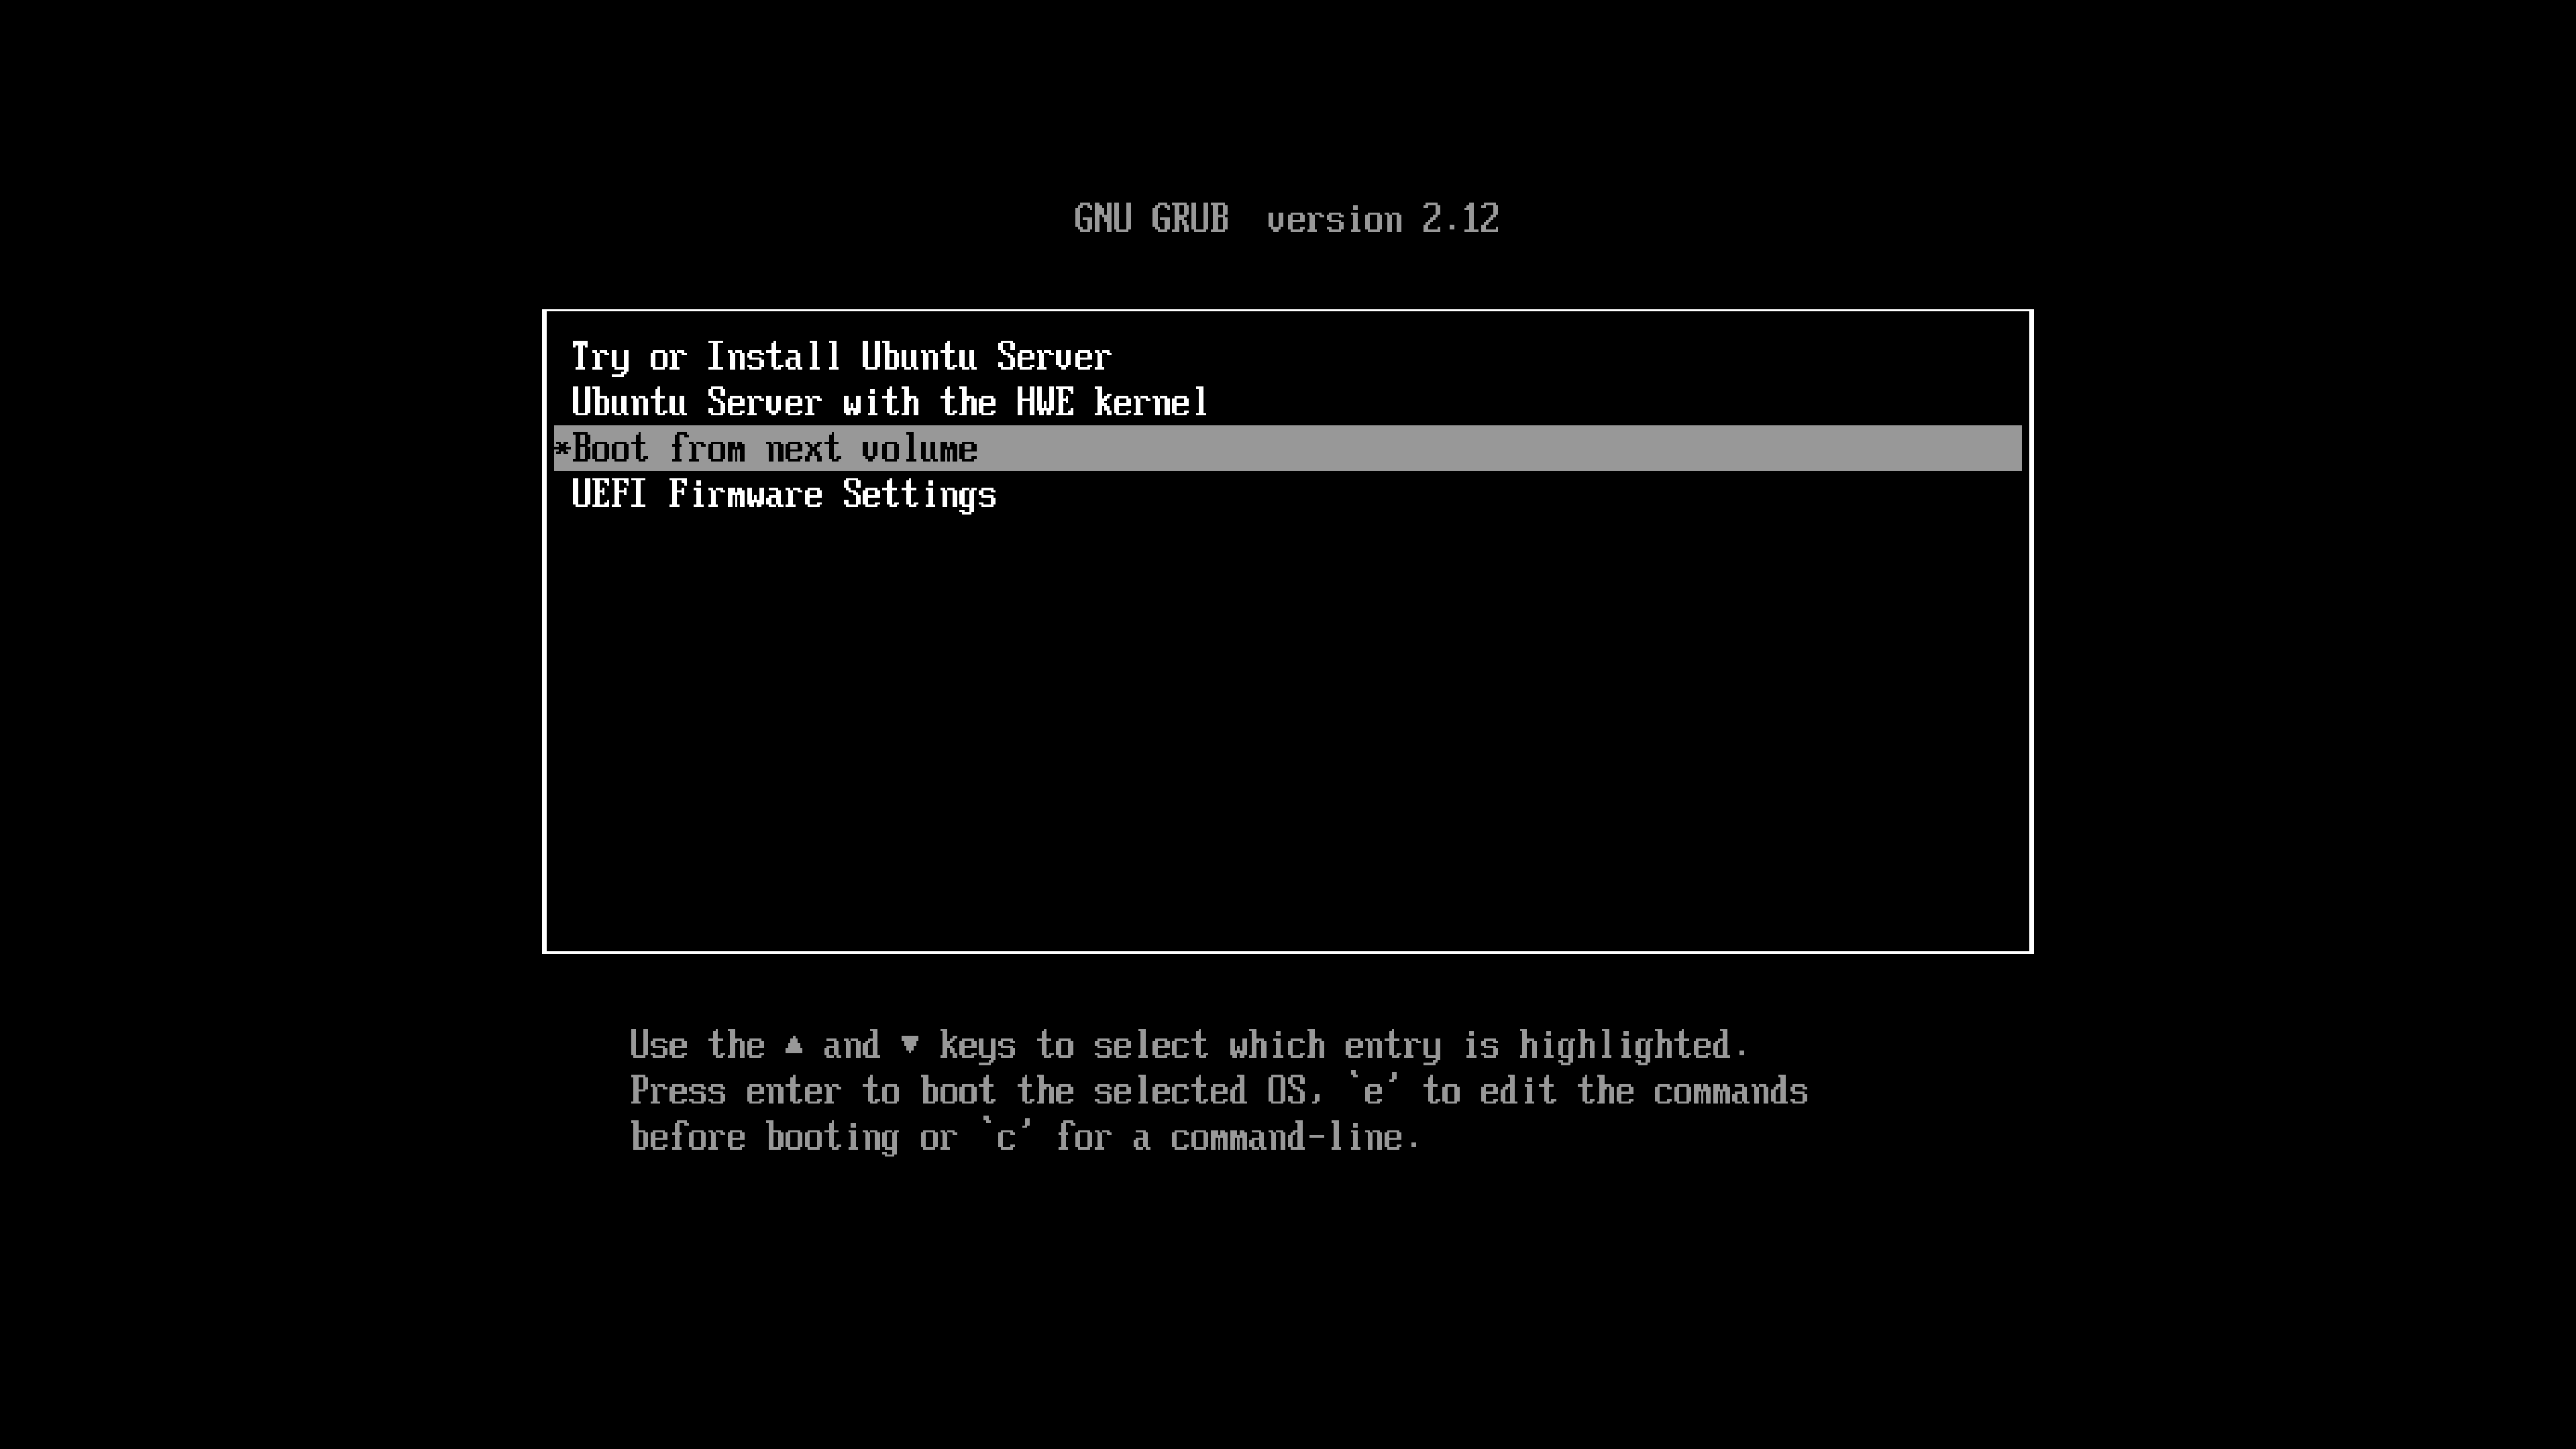 GNU GRUB  version 2.12
Try or Install Ubuntu Server
Ubuntu Server with the HWE kernel
*Boot from next volume
UEFI Firmware Settings
Use the ▲ and ▼ keys to select which entry is highlighted.
Press enter to boot the selected OS, `e' to edit the commands
before booting or `c' for a command-line.